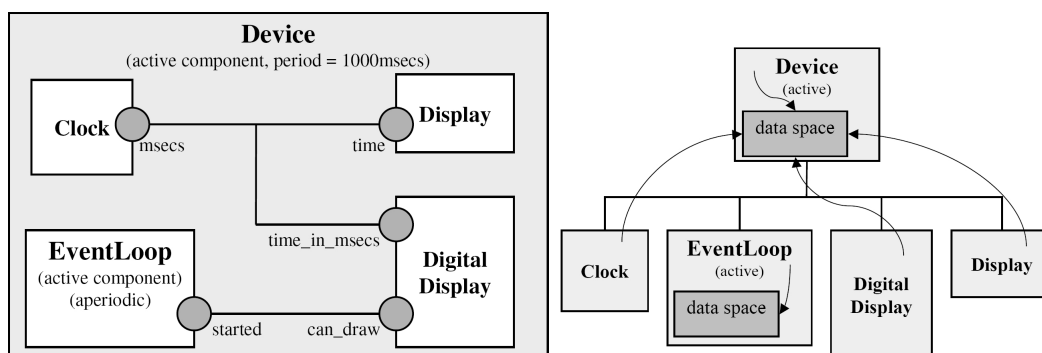 Device
(active component, period = 1000msecs)
Clock
msecs
time
Display
time_in_msecs
EventLoop
(active component)
(aperiodic)
started
can_draw
Digital
Display
Device
(active)
data space
Clock
EventLoop
(active)
data space
Digital
Display
Display